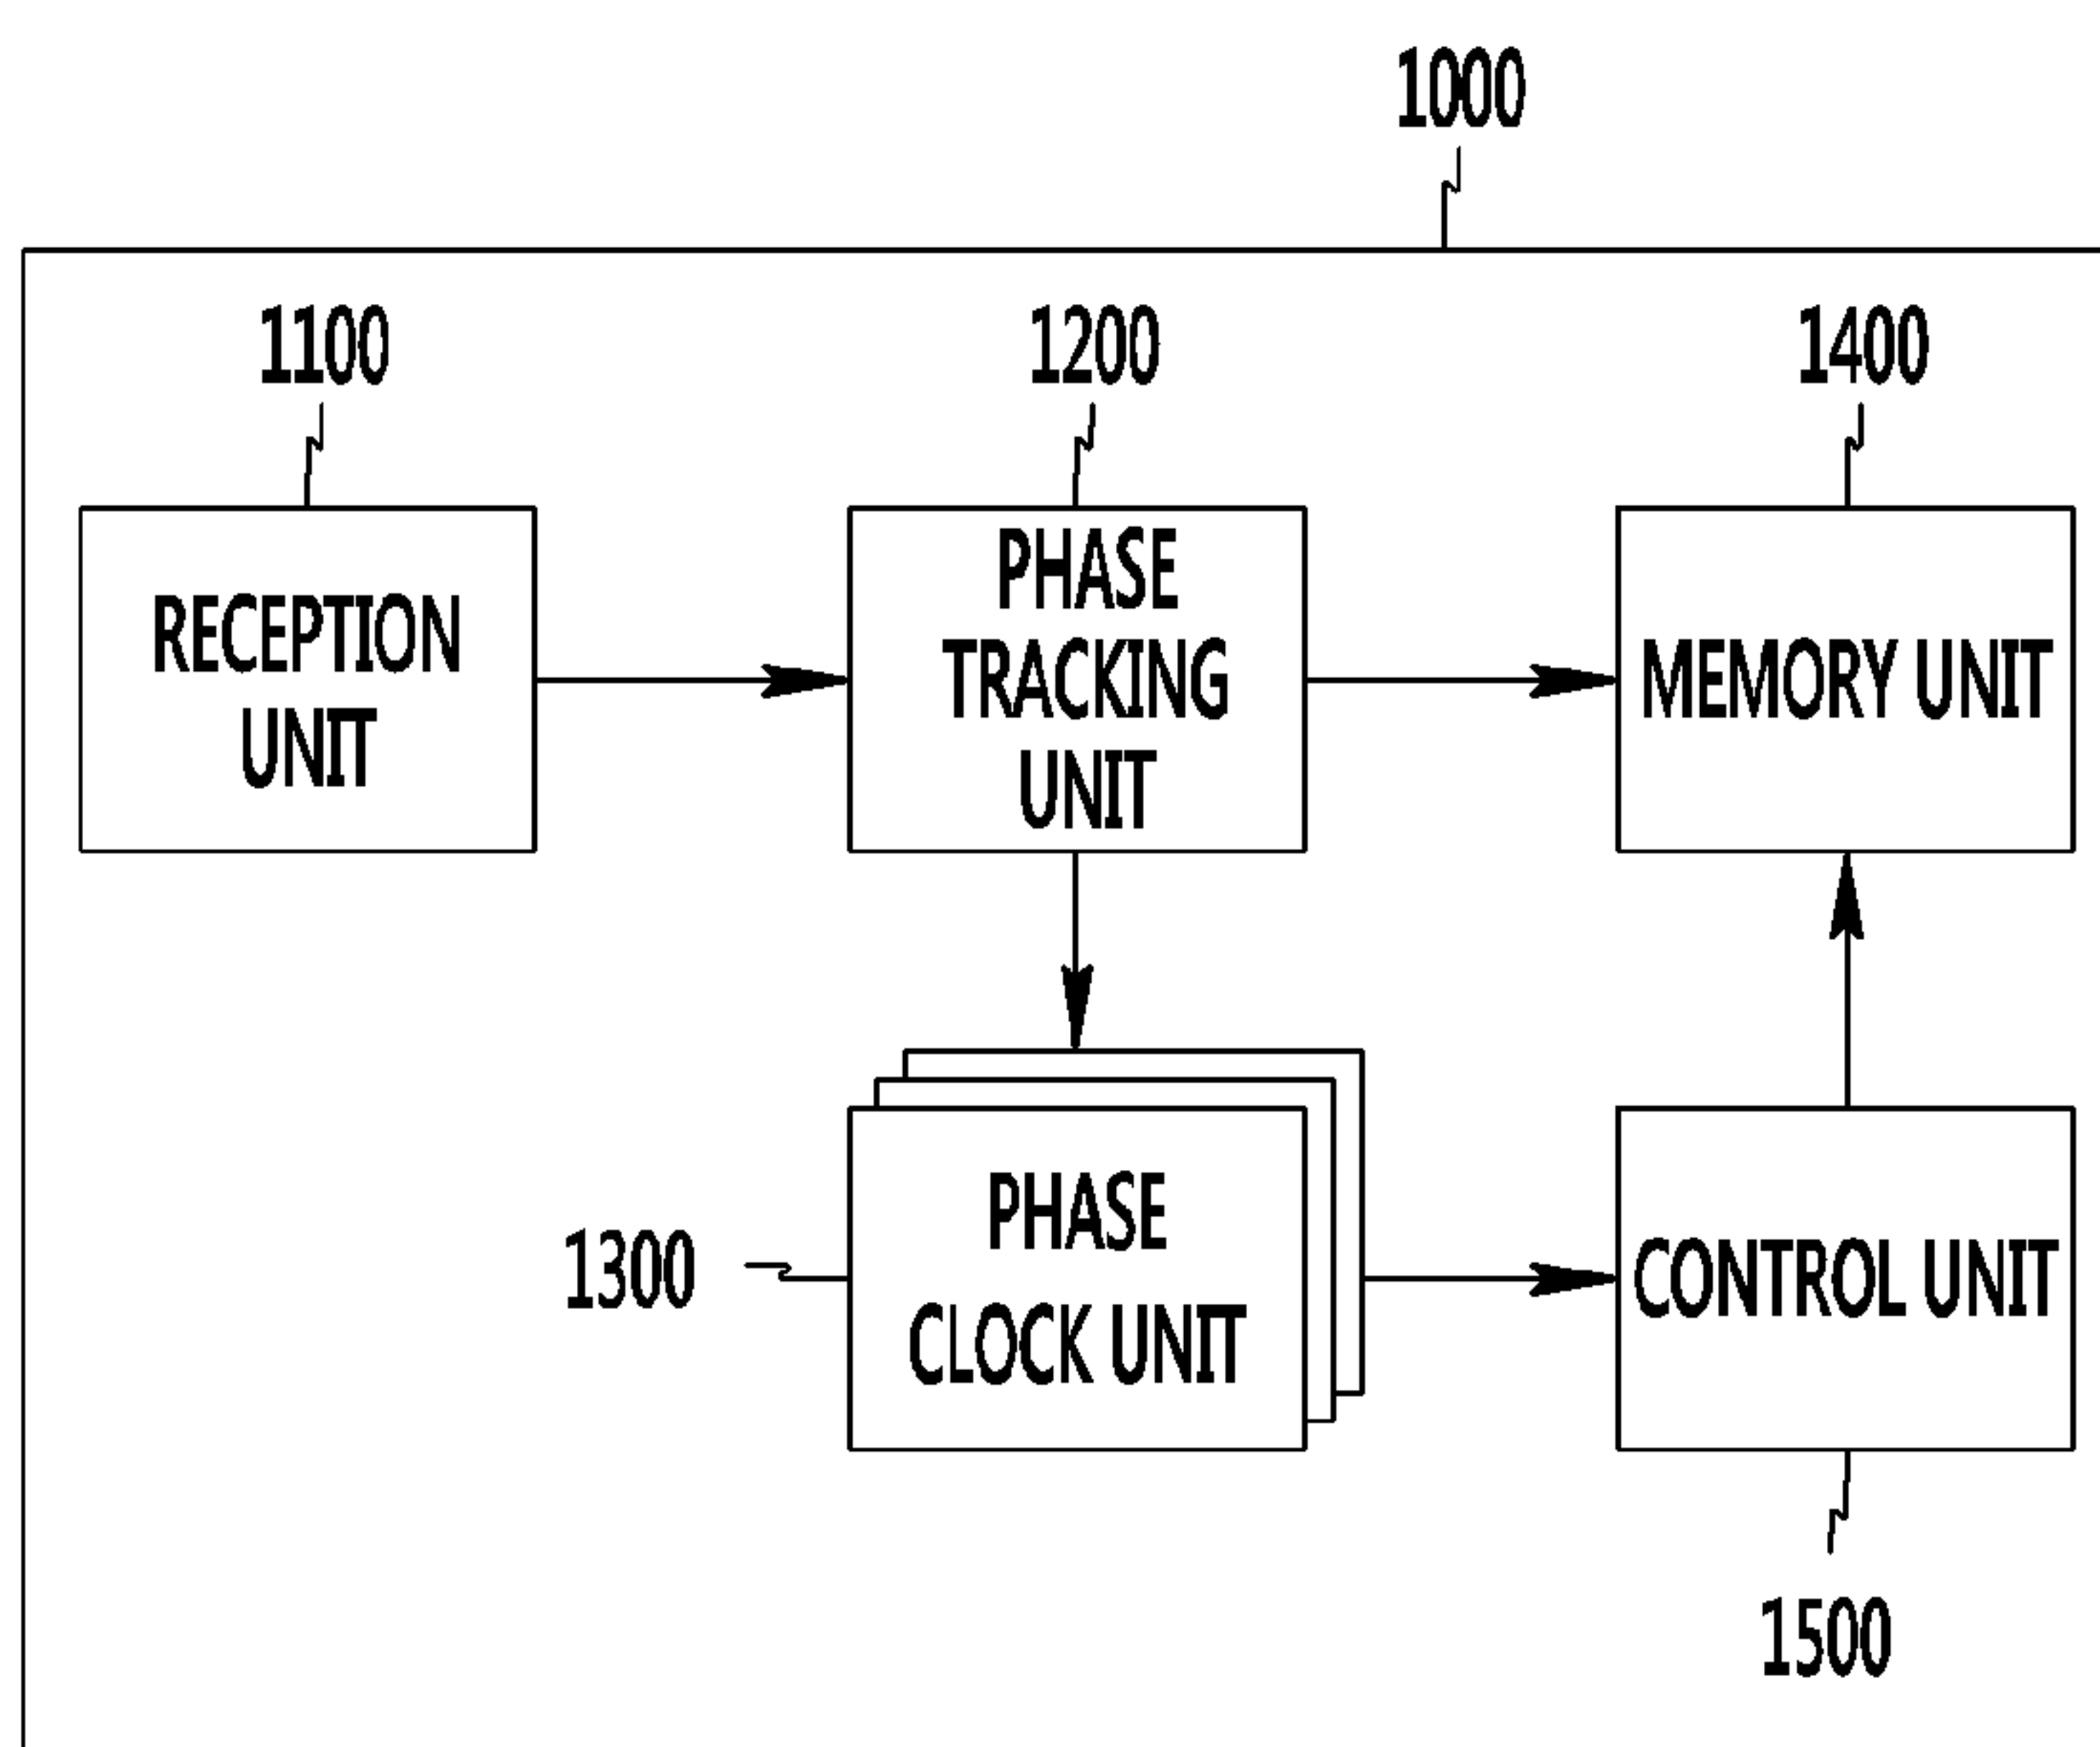 1000
1100
1200
1400
RECEPTION
UNIT
PHASE
TRACKING
UNIT
MEMORY UNIT
1300
PHASE
CLOCK UNIT
CONTROL UNIT
1500